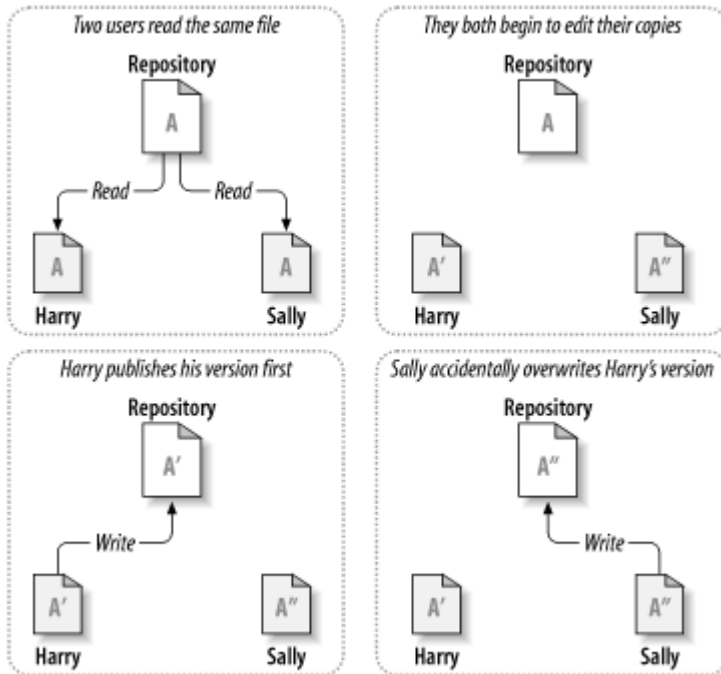 Two users read the same file
Repository
A
Read
Read
A
A
Harry
Sally
They both begin to edit their copies
Repository
A
A′
A″
Harry
Sally
Harry publishes his version first
Repository
A′
Write
A′
A″
Harry
Sally
Sally accidentally overwrites Harry's version
Repository
A″
Write
A′
A″
Harry
Sally